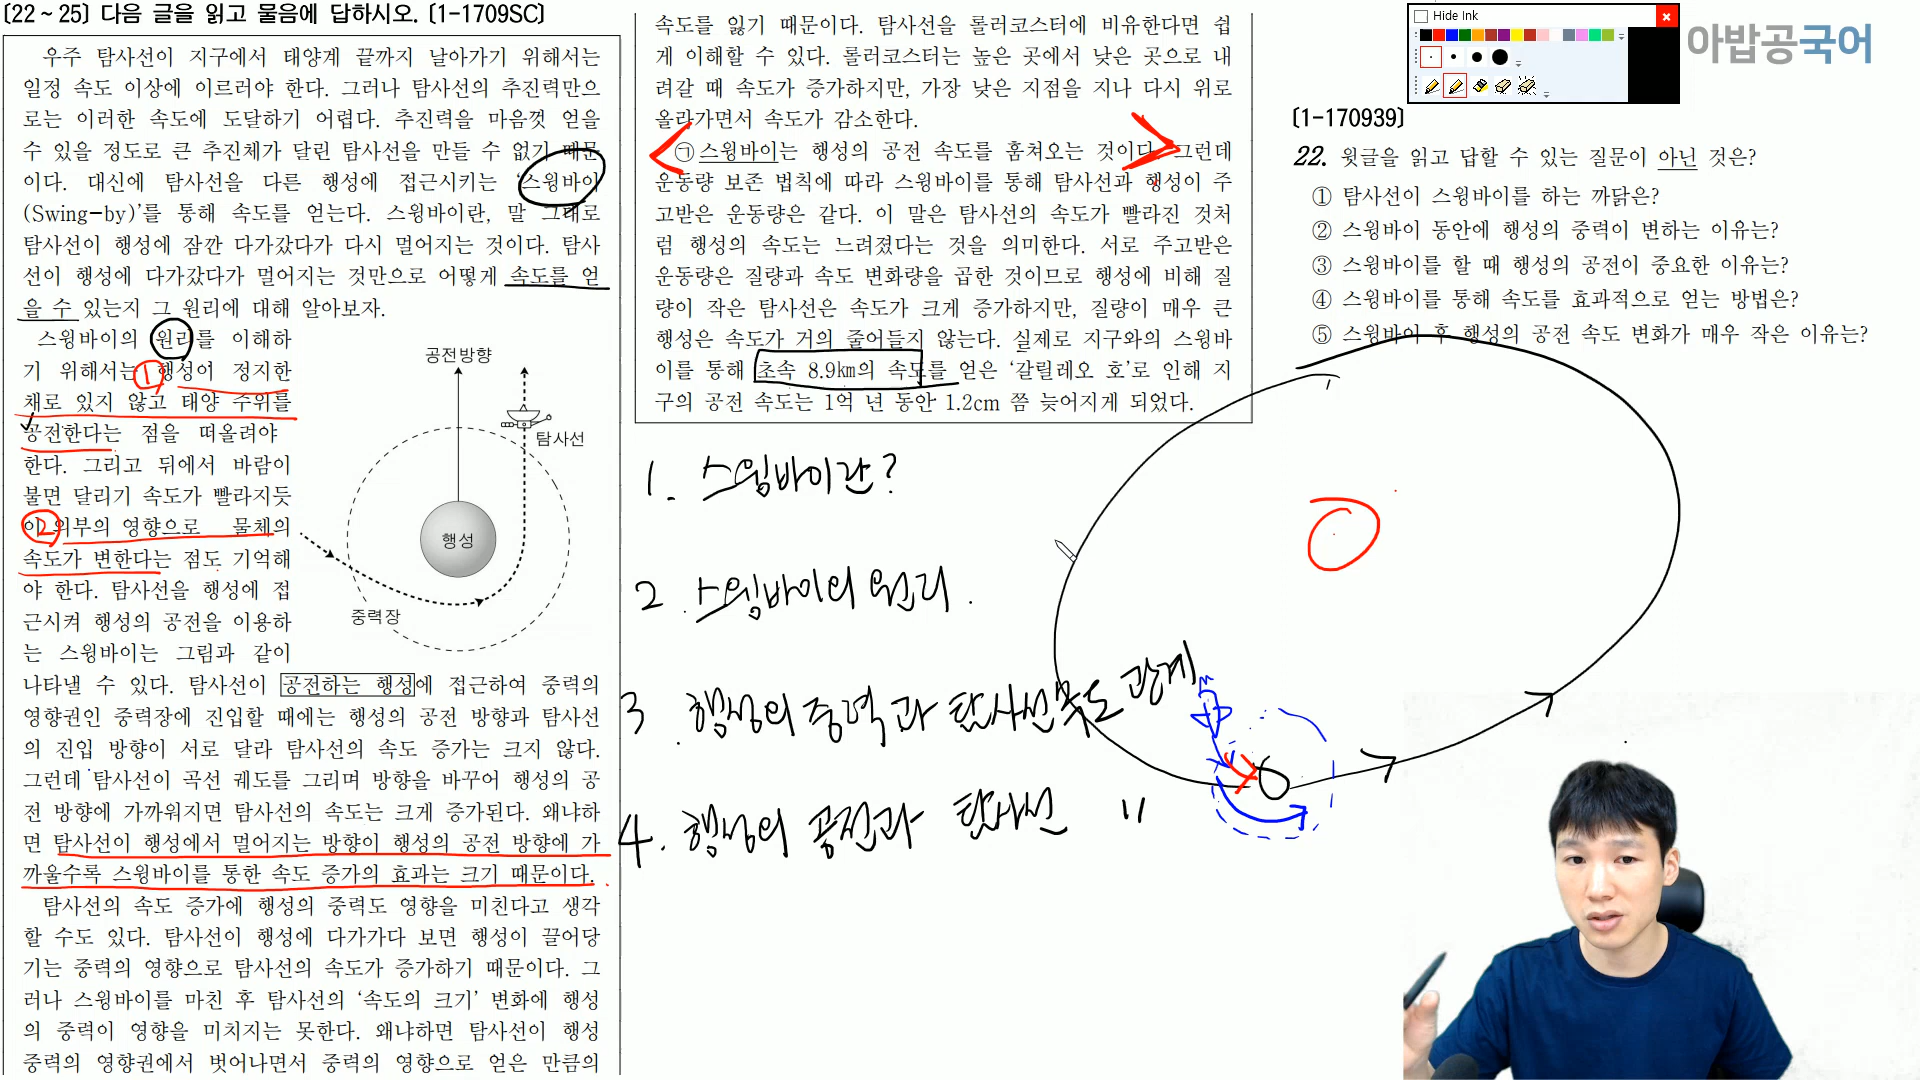 [22～25] 다음 글을 읽고 물음에 답하시오. [1-1709SC]
우주 탐사선이 지구에서 태양계 끝까지 날아가기 위해서는
일정 속도 이상에 이르러야 한다. 그러나 탐사선의 추진력만으
로는 이러한 속도에 도달하기 어렵다. 추진력을 마음껏 얻을
수 있을 정도로 큰 추진체가 달린 탐사선을 만들 수 없기 때문
이다. 대신에 탐사선을 다른 행성에 접근시키는 '스윙바이
(Swing-by)'를 통해 속도를 얻는다. 스윙바이란, 말 그대로
탐사선이 행성에 잠깐 다가갔다가 다시 멀어지는 것이다. 탐사
선이 행성에 다가갔다가 멀어지는 것만으로 어떻게 속도를 얻
을 수 있는지 그 원리에 대해 알아보자.
스윙바이의 원리를 이해하
기 위해서는 행성이 정지한
채로 있지 않고 태양 주위를
공전한다는 점을 떠올려야
한다. 그리고 뒤에서 바람이
불면 달리기 속도가 빨라지듯
이 외부의 영향으로 물체의
속도가 변한다는 점도 기억해
야 한다. 탐사선을 행성에 접
근시켜 행성의 공전을 이용하
는 스윙바이는 그림과 같이
나타낼 수 있다. 탐사선이 공전하는 행성에 접근하여 중력의
영향권인 중력장에 진입할 때에는 행성의 공전 방향과 탐사선
의 진입 방향이 서로 달라 탐사선의 속도 증가는 크지 않다.
그런데 탐사선이 곡선 궤도를 그리며 방향을 바꾸어 행성의 공
전 방향에 가까워지면 탐사선의 속도는 크게 증가된다. 왜냐하
면 탐사선이 행성에서 멀어지는 방향이 행성의 공전 방향에 가
까울수록 스윙바이를 통한 속도 증가의 효과는 크기 때문이다.
탐사선의 속도 증가에 행성의 중력도 영향을 미친다고 생각
할 수도 있다. 탐사선이 행성에 다가가다 보면 행성이 끌어당
기는 중력의 영향으로 탐사선의 속도가 증가하기 때문이다. 그
러나 스윙바이를 마친 후 탐사선의 '속도의 크기' 변화에 행성
의 중력이 영향을 미치지는 못한다. 왜냐하면 탐사선이 행성
중력의 영향권에서 벗어나면서 중력의 영향으로 얻은 만큼의
①
②
공전방향
탐사선
행성
중력장
속도를 잃기 때문이다. 탐사선을 롤러코스터에 비유한다면 쉽
게 이해할 수 있다. 롤러코스터는 높은 곳에서 낮은 곳으로 내
려갈 때 속도가 증가하지만, 가장 낮은 지점을 지나 다시 위로
올라가면서 속도가 감소한다.
㉠스윙바이는 행성의 공전 속도를 훔쳐오는 것이다. 그런데
운동량 보존 법칙에 따라 스윙바이를 통해 탐사선과 행성이 주
고받은 운동량은 같다. 이 말은 탐사선의 속도가 빨라진 것처
럼 행성의 속도는 느려졌다는 것을 의미한다. 서로 주고받은
운동량은 질량과 속도 변화량을 곱한 것이므로 행성에 비해 질
량이 작은 탐사선은 속도가 크게 증가하지만, 질량이 매우 큰
행성은 속도가 거의 줄어들지 않는다. 실제로 지구와의 스윙바
이를 통해 초속 8.9km의 속도를 얻은 '갈릴레오 호'로 인해 지
구의 공전 속도는 1억 년 동안 1.2cm 쯤 늦어지게 되었다.
1. 스윙바이란?
2. 스윙바이의 원리.
3. 행성의 중력과 탐사선 속도 관계
4. 행성의 공전과 탐사선 〃
Hide Ink
아밥공국어
[1-170939]
22. 윗글을 읽고 답할 수 있는 질문이 아닌 것은?
① 탐사선이 스윙바이를 하는 까닭은?
② 스윙바이 동안에 행성의 중력이 변하는 이유는?
③ 스윙바이를 할 때 행성의 공전이 중요한 이유는?
④ 스윙바이를 통해 속도를 효과적으로 얻는 방법은?
⑤ 스윙바이 후 행성의 공전 속도 변화가 매우 작은 이유는?